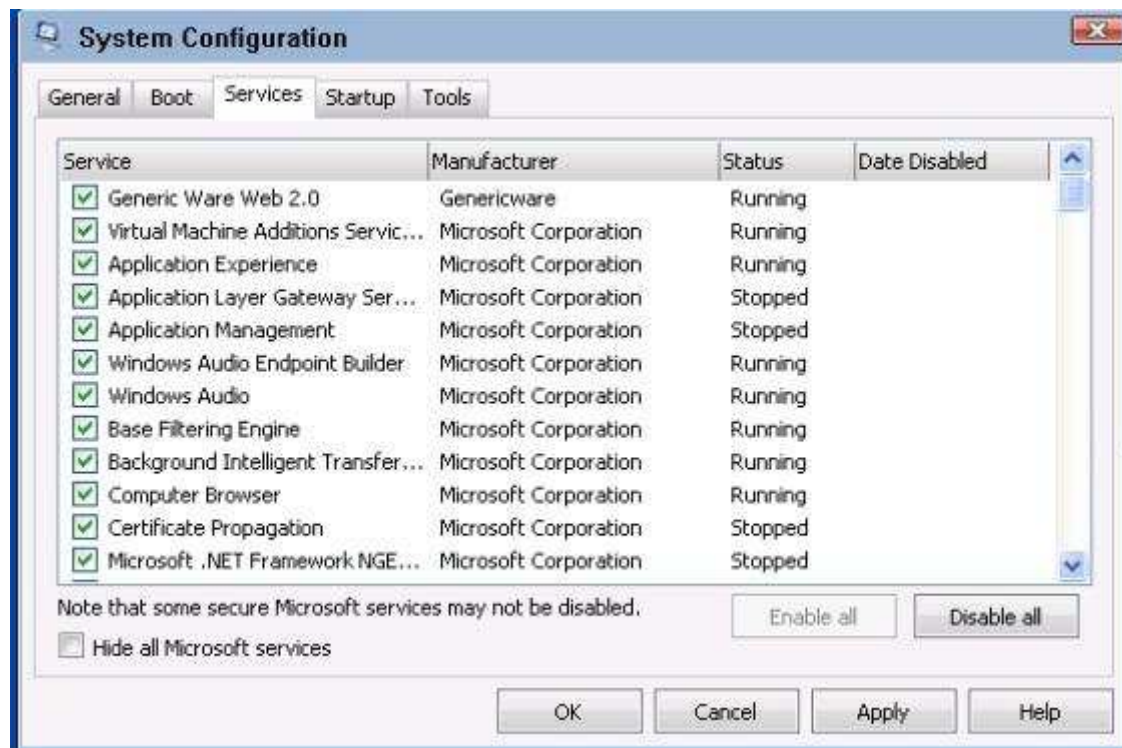 System Configuration
General Boot Services Startup Tools
Service Manufacturer Status Date Disabled
Generic Ware Web 2.0 Genericware Running
Virtual Machine Additions Servic... Microsoft Corporation Running
Application Experience Microsoft Corporation Running
Application Layer Gateway Ser... Microsoft Corporation Stopped
Application Management Microsoft Corporation Stopped
Windows Audio Endpoint Builder Microsoft Corporation Running
Windows Audio Microsoft Corporation Running
Base Filtering Engine Microsoft Corporation Running
Background Intelligent Transfer... Microsoft Corporation Running
Computer Browser Microsoft Corporation Running
Certificate Propagation Microsoft Corporation Stopped
Microsoft .NET Framework NGE... Microsoft Corporation Stopped
Note that some secure Microsoft services may not be disabled.
Enable all Disable all
Hide all Microsoft services
OK Cancel Apply Help